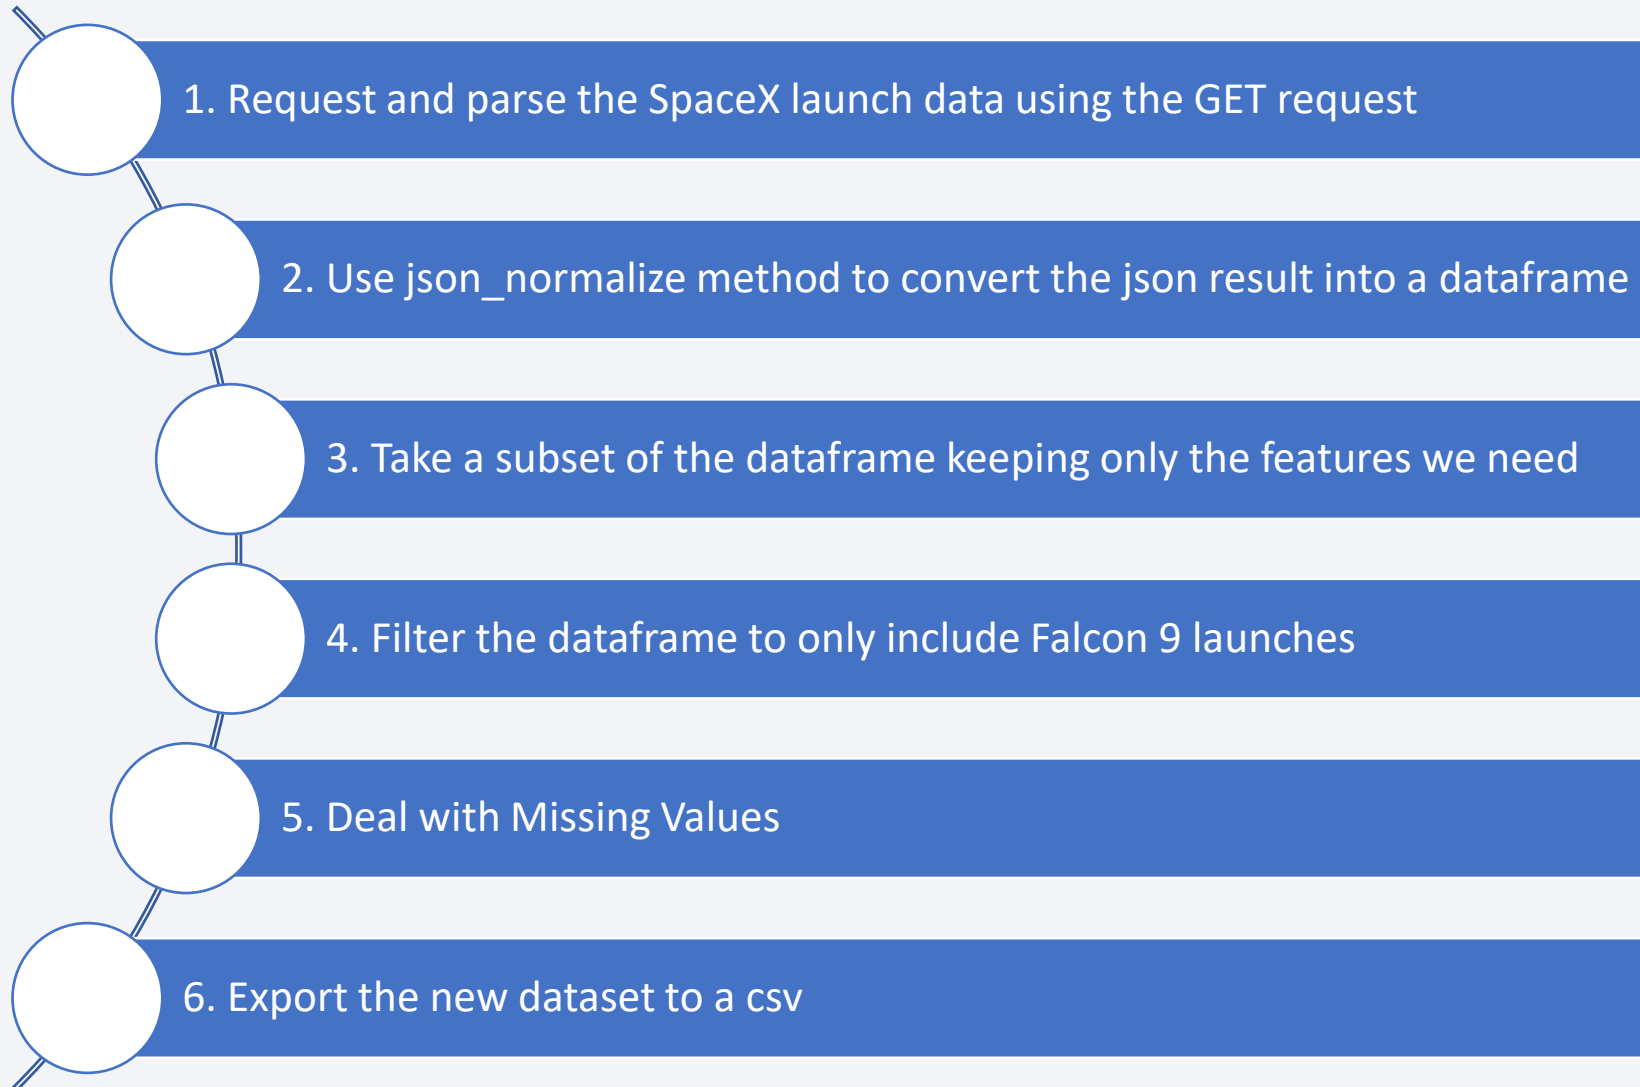 1. Request and parse the SpaceX launch data using the GET request
2. Use json_normalize method to convert the json result into a dataframe
3. Take a subset of the dataframe keeping only the features we need
4. Filter the dataframe to only include Falcon 9 launches
5. Deal with Missing Values
6. Export the new dataset to a csv